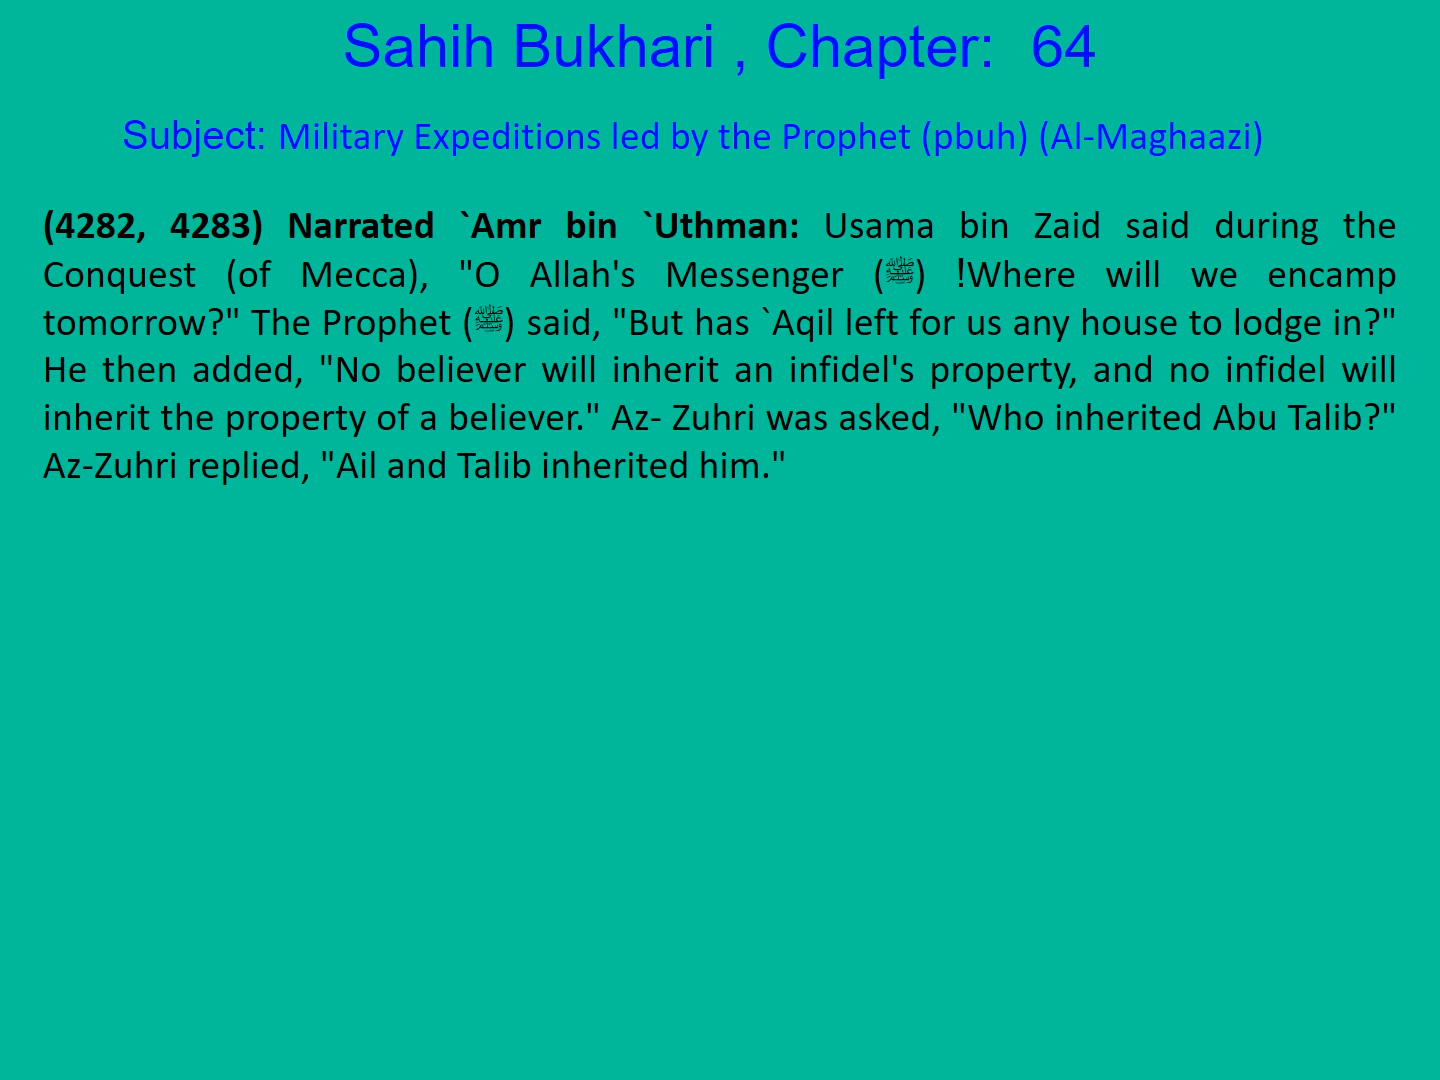 Sahih Bukhari , Chapter:  64
Subject: Military Expeditions led by the Prophet (pbuh) (Al-Maghaazi)
(4282, 4283) Narrated `Amr bin `Uthman: Usama bin Zaid said during the
Conquest (of Mecca), "O Allah's Messenger (ﷺ) !Where will we encamp
tomorrow?" The Prophet (ﷺ) said, "But has `Aqil left for us any house to lodge in?"
He then added, "No believer will inherit an infidel's property, and no infidel will
inherit the property of a believer." Az- Zuhri was asked, "Who inherited Abu Talib?"
Az-Zuhri replied, "Ail and Talib inherited him."